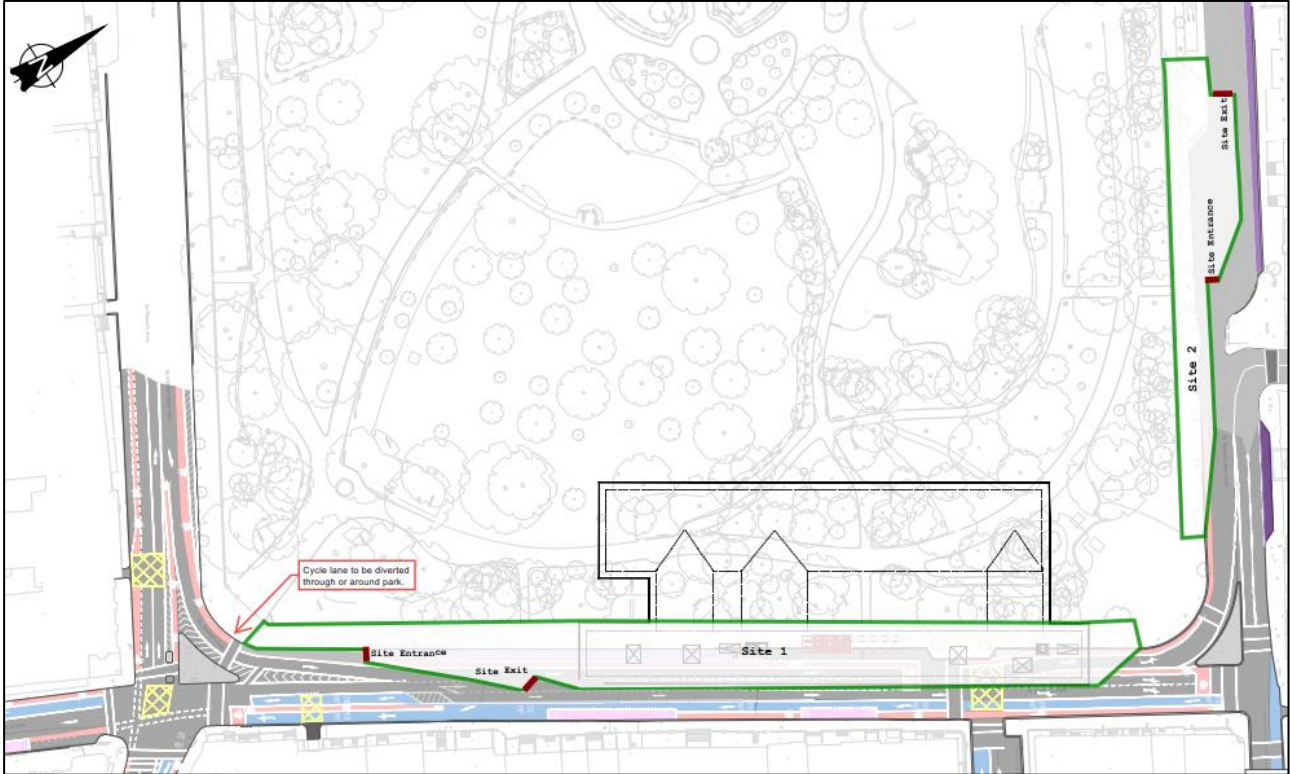 N
Site Exit
Site Entrance
Site 2
Cycle lane to be diverted
through or around park.
Site Entrance
Site Exit
Site 1